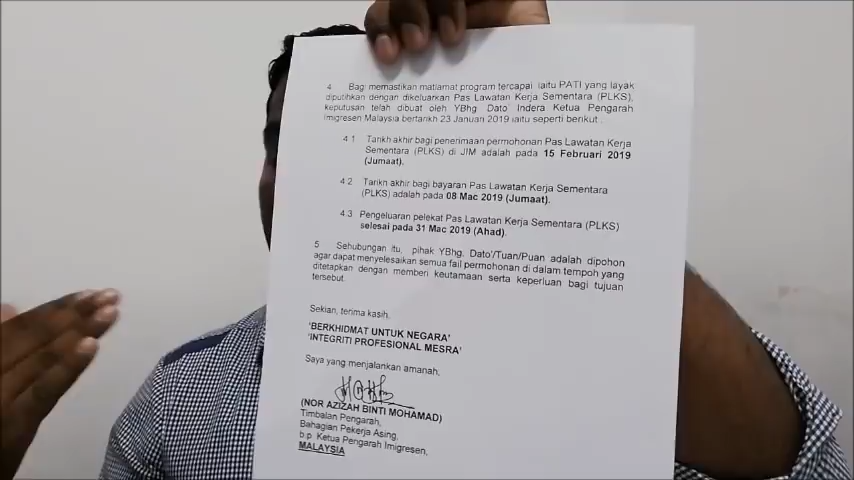 4 Bagi memastikan matlamat program tercapai iaitu PATI yang layak
diputihkan dengan dikeluarkan Pas Lawatan Kerja Sementara (PLKS),
keputusan telah dibuat oleh YBhg Dato' Indera Ketua Pengarah
Imigresen Malaysia bertarikh 23 Januari 2019 iaitu seperti berikut :
4.1 Tarikh akhir bagi penerimaan permohonan Pas Lawatan Kerja
Sementara (PLKS) di JIM adalah pada 15 Februari 2019
(Jumaat).
4.2 Tarikh akhir bagi bayaran Pas Lawatan Kerja Sementara
(PLKS) adalah pada 08 Mac 2019 (Jumaat).
4.3 Pengeluaran pelekat Pas Lawatan Kerja Sementara (PLKS)
selesai pada 31 Mac 2019 (Ahad).
5 Sehubungan itu, pihak YBhg. Dato'/Tuan/Puan adalah dipohon
agar dapat menyelesaikan semua fail permohonan di dalam tempoh yang
ditetapkan dengan memberi keutamaan serta keperluan bagi tujuan
tersebut.
Sekian, terima kasih.
'BERKHIDMAT UNTUK NEGARA'
'INTEGRITI PROFESIONAL MESRA'
Saya yang menjalankan amanah,
(NOR AZIZAH BINTI MOHAMAD)
Timbalan Pengarah,
Bahagian Pekerja Asing,
b.p. Ketua Pengarah Imigresen,
MALAYSIA